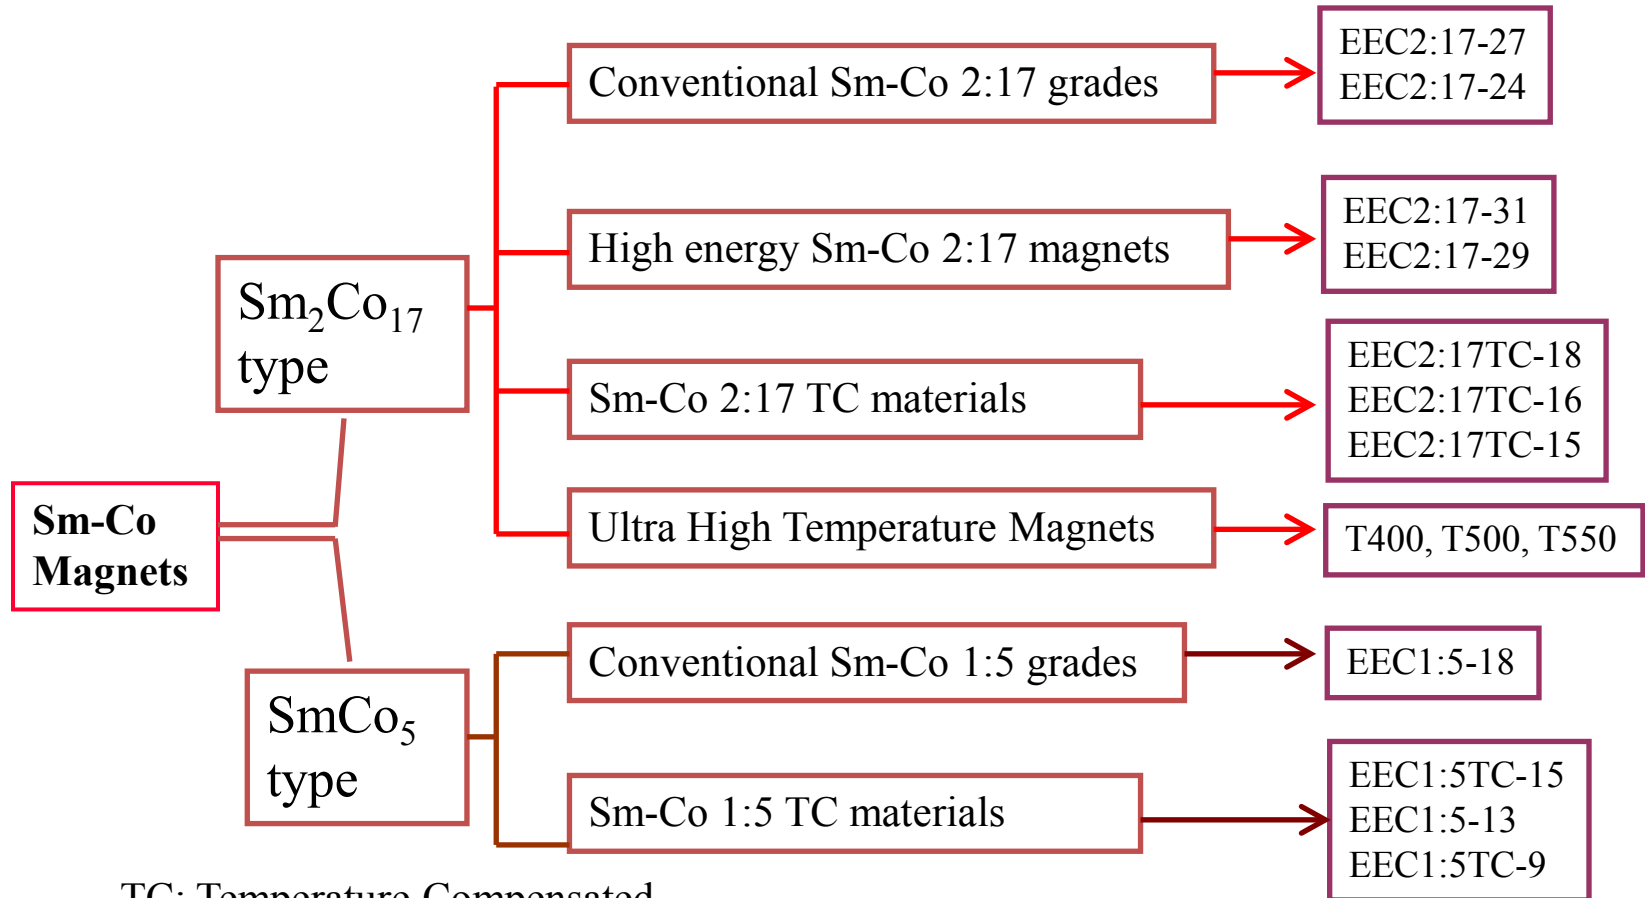 Conventional Sm-Co 2:17 grades
EEC2:17-27
EEC2:17-24
High energy Sm-Co 2:17 magnets
EEC2:17-31
EEC2:17-29
Sm₂Co₁₇
type
Sm-Co 2:17 TC materials
EEC2:17TC-18
EEC2:17TC-16
EEC2:17TC-15
Sm-Co
Magnets
Ultra High Temperature Magnets
T400, T500, T550
SmCo₅
type
Conventional Sm-Co 1:5 grades
EEC1:5-18
Sm-Co 1:5 TC materials
EEC1:5TC-15
EEC1:5-13
EEC1:5TC-9
TC: Temperature Compensated